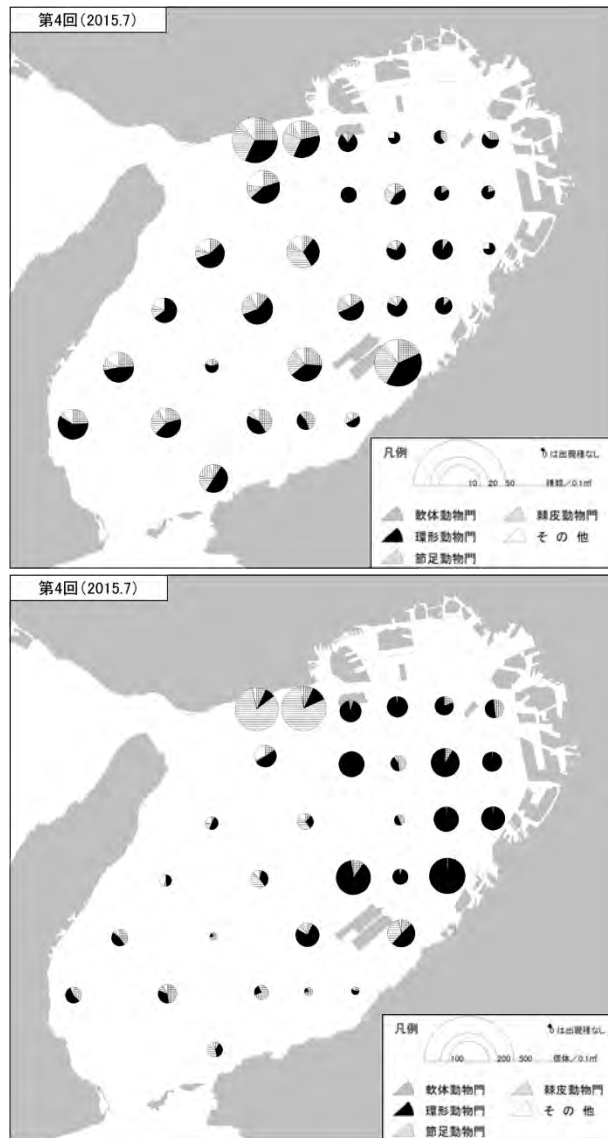 第4回(2015.7)
凡例
は出現種なし
10 20 50
種類/0.1㎡
軟体動物門 棘皮動物門
環形動物門 その他
節足動物門
第4回(2015.7)
凡例
は出現種なし
100 200 500
個体/0.1㎡
軟体動物門 棘皮動物門
環形動物門 その他
節足動物門